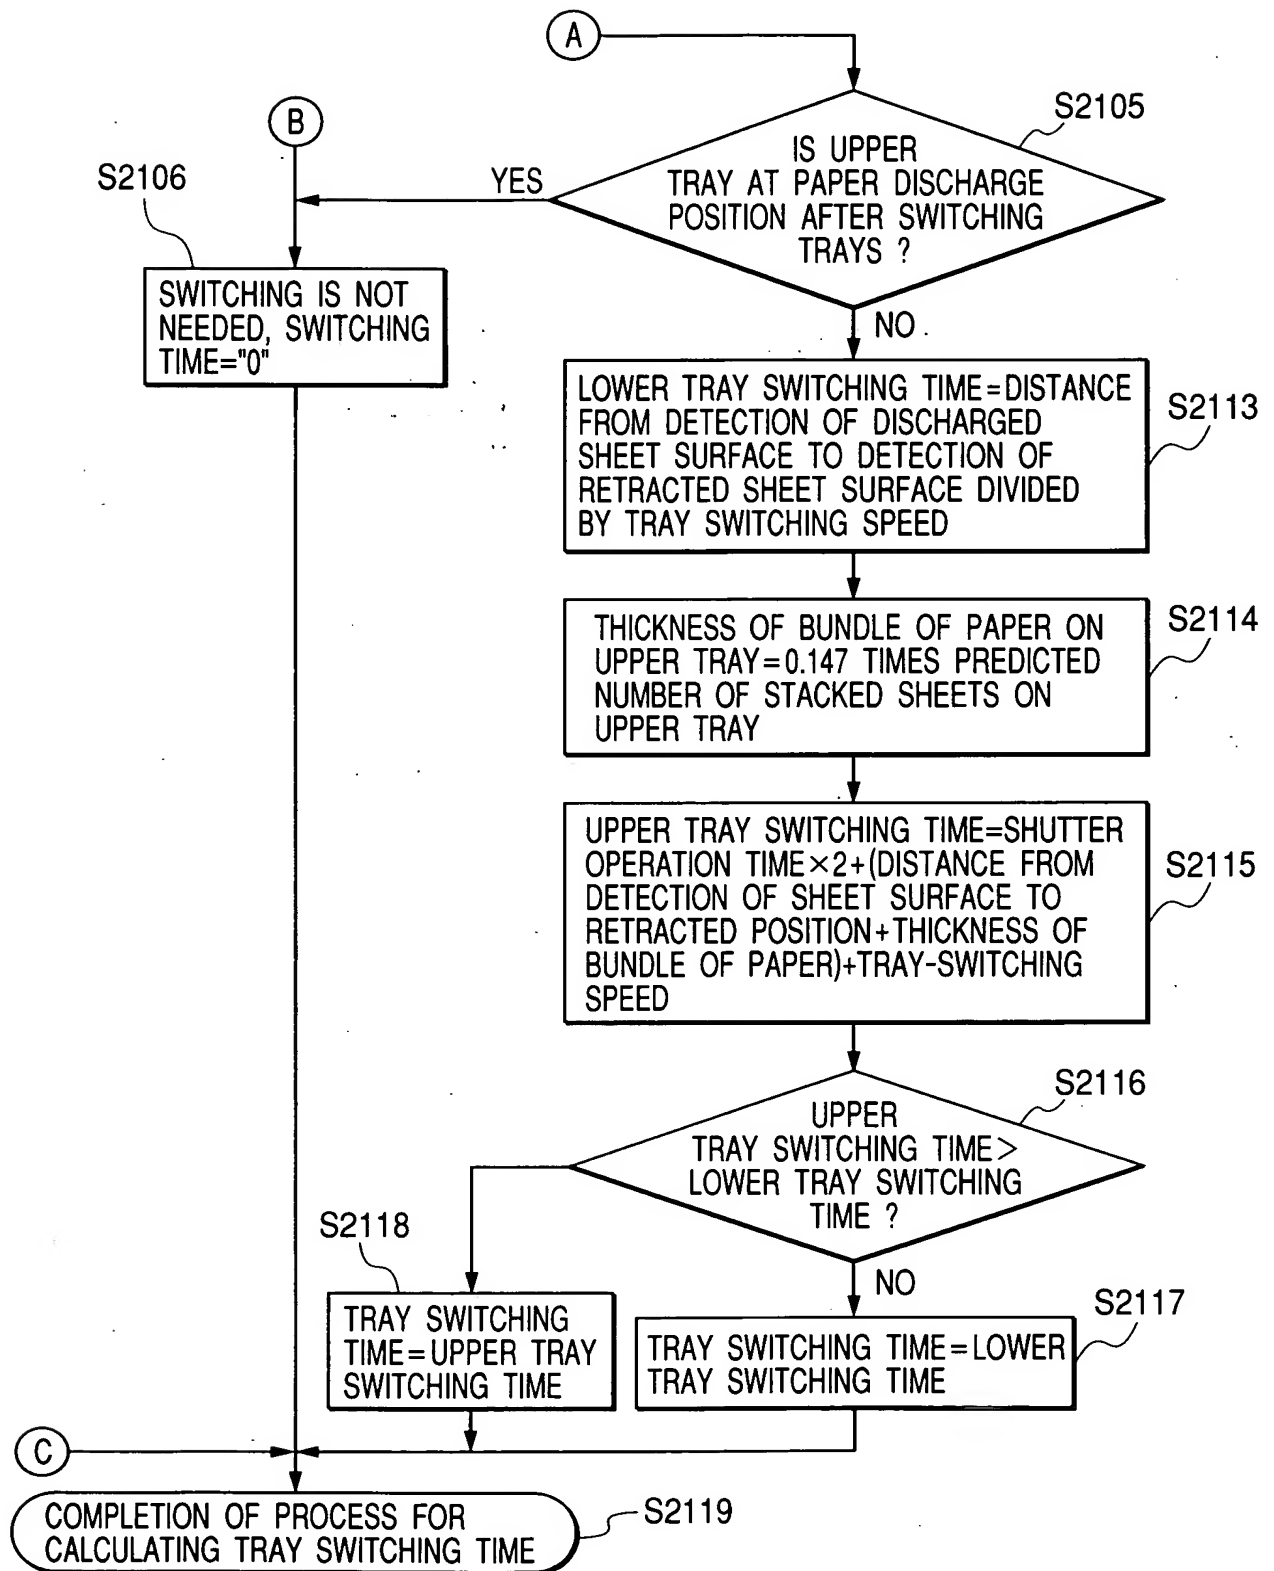 A
B
S2105
IS UPPER
TRAY AT PAPER DISCHARGE
POSITION AFTER SWITCHING
TRAYS ?
YES
S2106
SWITCHING IS NOT
NEEDED, SWITCHING
TIME="0"
NO
LOWER TRAY SWITCHING TIME=DISTANCE
FROM DETECTION OF DISCHARGED
SHEET SURFACE TO DETECTION OF
RETRACTED SHEET SURFACE DIVIDED
BY TRAY SWITCHING SPEED
S2113
THICKNESS OF BUNDLE OF PAPER ON
UPPER TRAY=0.147 TIMES PREDICTED
NUMBER OF STACKED SHEETS ON
UPPER TRAY
S2114
UPPER TRAY SWITCHING TIME=SHUTTER
OPERATION TIME×2+(DISTANCE FROM
DETECTION OF SHEET SURFACE TO
RETRACTED POSITION+THICKNESS OF
BUNDLE OF PAPER)+TRAY-SWITCHING
SPEED
S2115
S2116
UPPER
TRAY SWITCHING TIME>
LOWER TRAY SWITCHING
TIME ?
NO
S2118
TRAY SWITCHING
TIME=UPPER TRAY
SWITCHING TIME
S2117
TRAY SWITCHING TIME=LOWER
TRAY SWITCHING TIME
C
COMPLETION OF PROCESS FOR
CALCULATING TRAY SWITCHING TIME
S2119